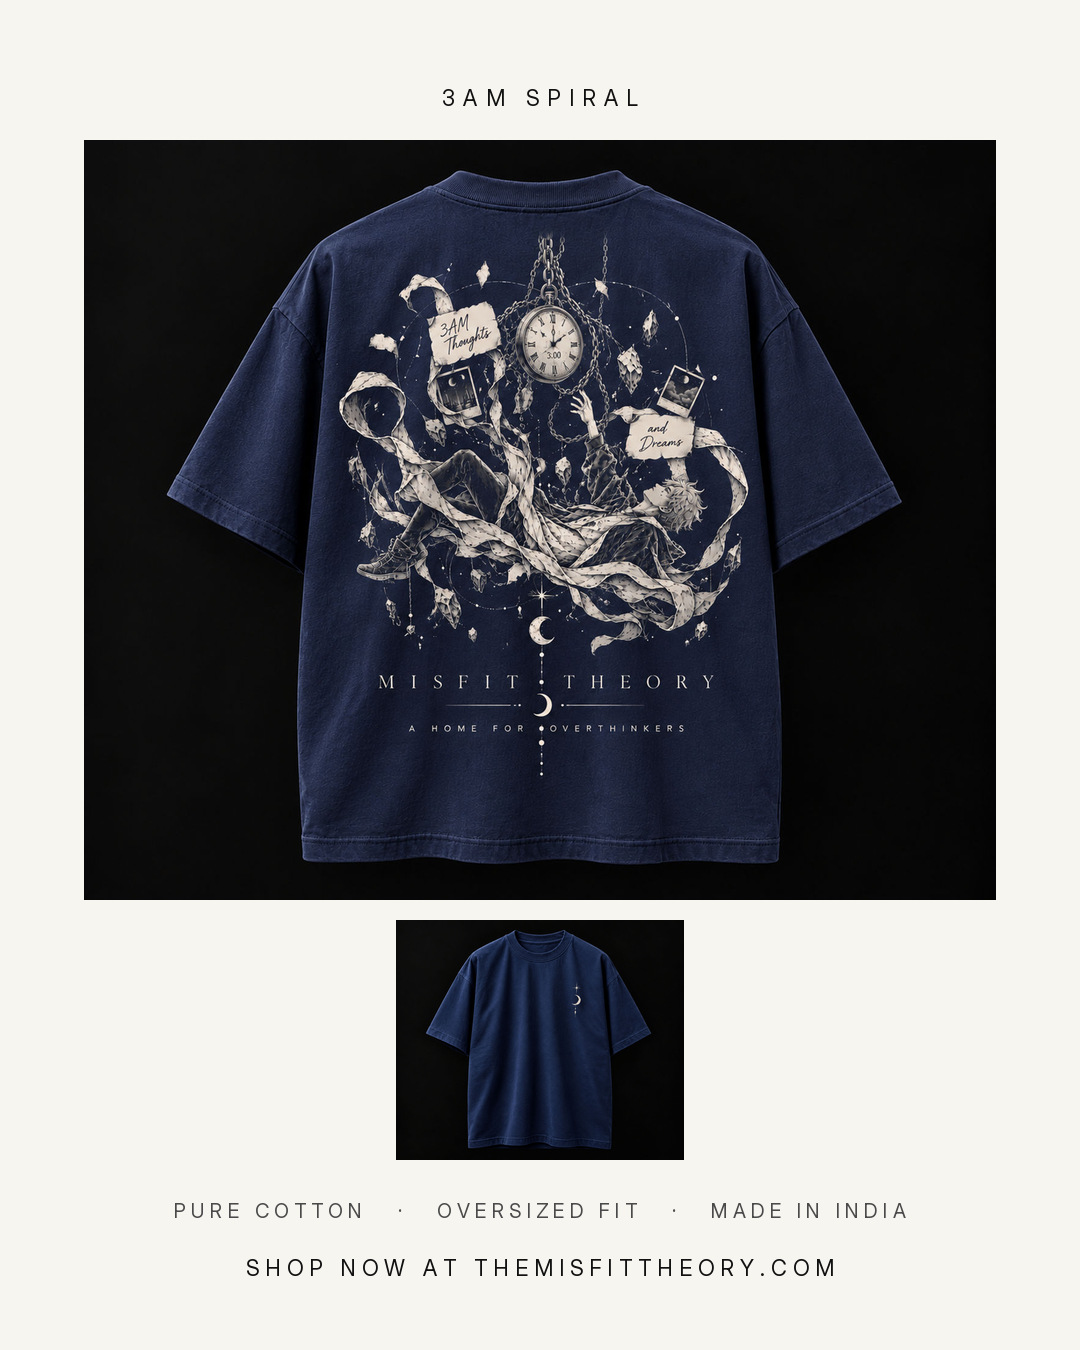 3AM SPIRAL
3AM
Thoughts
3:00
and
Dreams
MISFIT THEORY
A HOME FOR OVERTHINKERS
PURE COTTON · OVERSIZED FIT · MADE IN INDIA
SHOP NOW AT THEMISFITTHEORY.COM